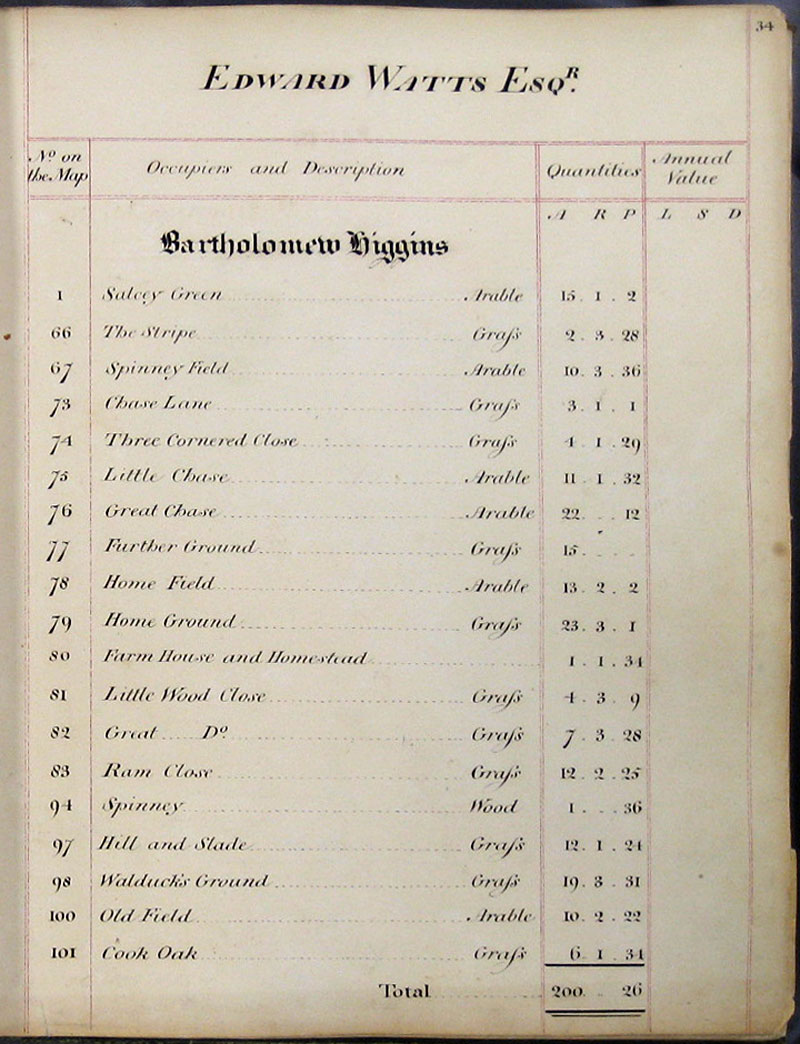 34
EDWARD WATTS ESQR.
No. on the Map Occupiers and Description Quantities Annual Value
A R P L S D
Bartholomew Higgins
1 Salcey Green Arable 15. 1. 2
66 The Stripe Graſs 2. 3. 28
67 Spinney Field Arable 10. 3. 36
73 Chase Lane Graſs 3. 1. 1
74 Three Cornered Close Graſs 4. 1. 29
75 Little Chase Arable 11. 1. 32
76 Great Chase Arable 22. . 12
77 Further Ground Graſs 15. . .
78 Home Field Arable 13. 2. 2
79 Home Ground Graſs 23. 3. 1
80 Farm House and Homestead 1. 1. 34
81 Little Wood Close Graſs 4. 3. 9
82 Great Do. Graſs 7. 3. 28
83 Ram Close Graſs 12. 2. 25
94 Spinney Wood 1. . 36
97 Hill and Slade Graſs 12. 1. 24
98 Walduck's Ground Graſs 19. 3. 31
100 Old Field Arable 10. 2. 22
101 Cook Oak Graſs 6. 1. 34
Total 200. . 26